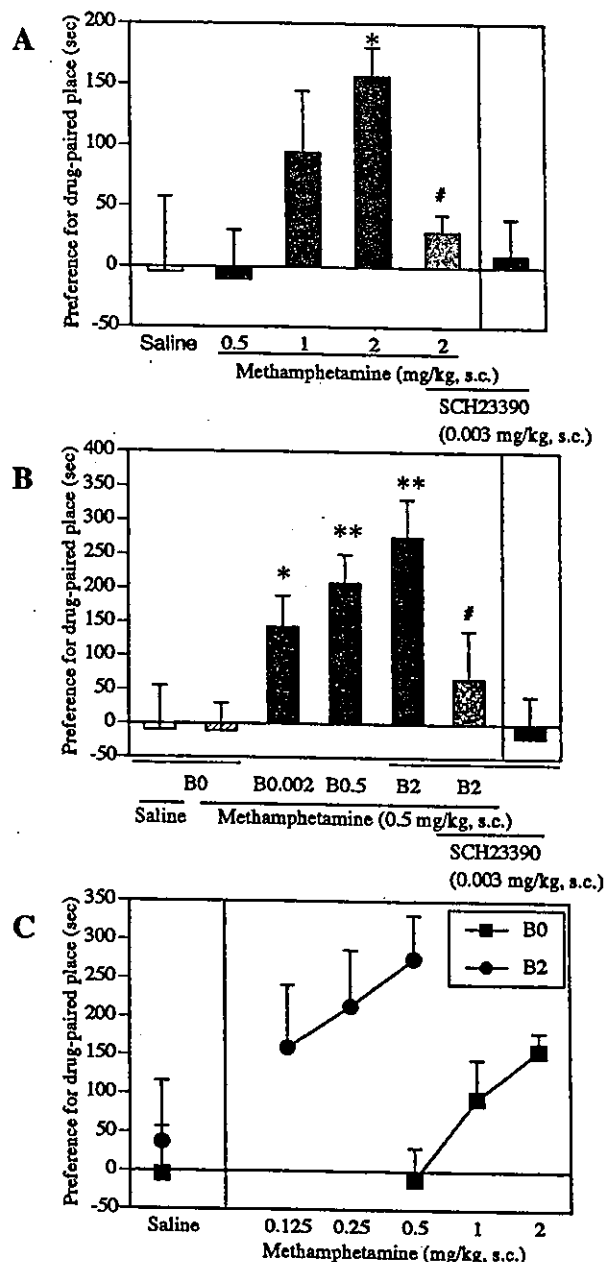 A
Preference for drug-paired place (sec)
200
150
100
50
0
-50
*
#
Saline 0.5 1 2 2
Methamphetamine (mg/kg, s.c.)
SCH23390
(0.003 mg/kg, s.c.)
B
Preference for drug-paired place (sec)
400
350
300
250
200
150
100
50
0
-50
*
**
**
#
B0 B0.002 B0.5 B2 B2
Saline Methamphetamine (0.5 mg/kg, s.c.)
SCH23390
(0.003 mg/kg, s.c.)
C
Preference for drug-paired place (sec)
350
300
250
200
150
100
50
0
-50
B0
B2
Saline 0.125 0.25 0.5 1 2
Methamphetamine (mg/kg, s.c.)